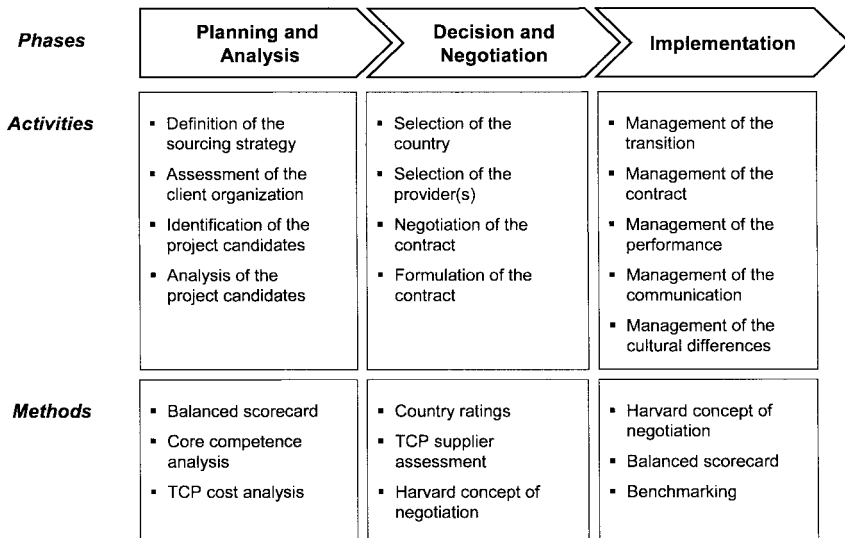 Phases
Planning and
Analysis
Decision and
Negotiation
Implementation
Activities
▪ Definition of the
sourcing strategy
▪ Assessment of the
client organization
▪ Identification of the
project candidates
▪ Analysis of the
project candidates
▪ Selection of the
country
▪ Selection of the
provider(s)
▪ Negotiation of the
contract
▪ Formulation of the
contract
▪ Management of the
transition
▪ Management of the
contract
▪ Management of the
performance
▪ Management of the
communication
▪ Management of the
cultural differences
Methods
▪ Balanced scorecard
▪ Core competence
analysis
▪ TCP cost analysis
▪ Country ratings
▪ TCP supplier
assessment
▪ Harvard concept of
negotiation
▪ Harvard concept of
negotiation
▪ Balanced scorecard
▪ Benchmarking